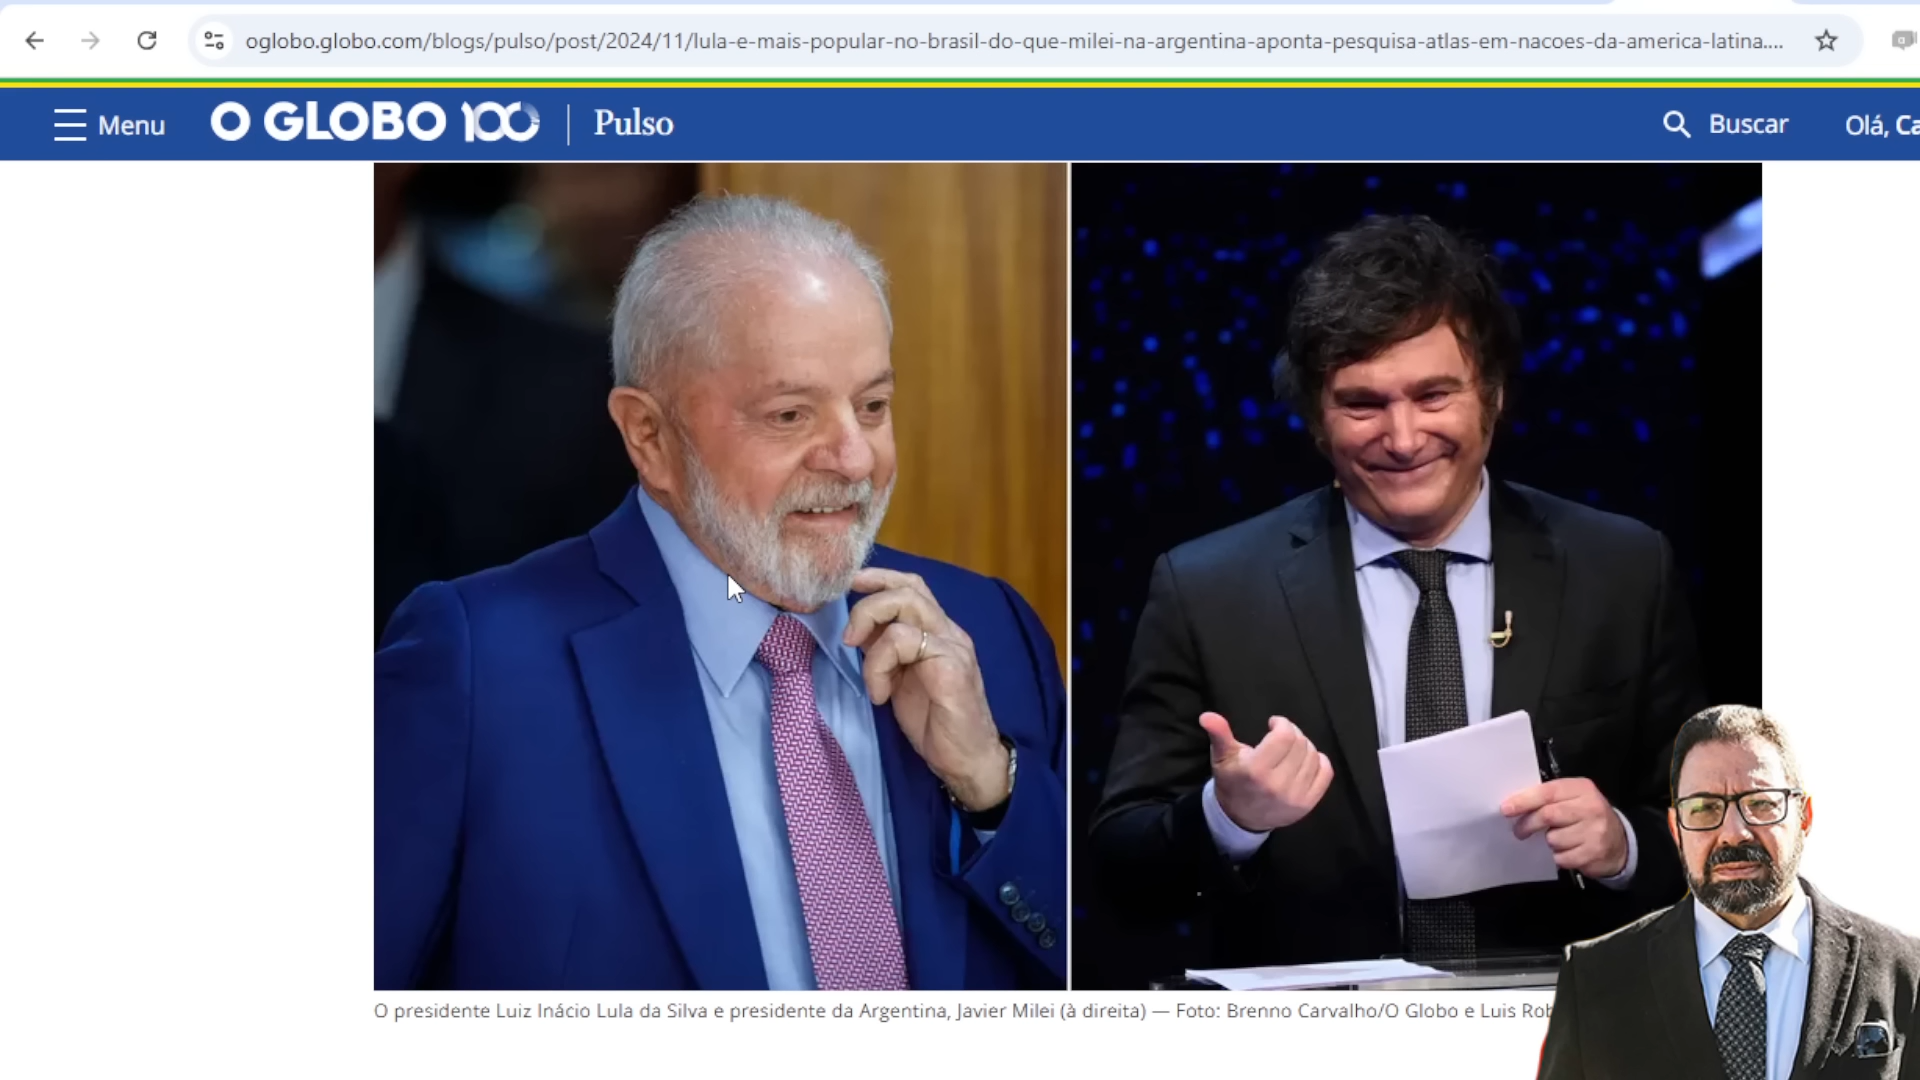 oglobo.globo.com/blogs/pulso/post/2024/11/lula-e-mais-popular-no-brasil-do-que-milei-na-argentina-aponta-pesquisa-atlas-em-nacoes-da-america-latina....
Menu O GLOBO 100 Pulso Buscar Olá, Ca
O presidente Luiz Inácio Lula da Silva e presidente da Argentina, Javier Milei (à direita) — Foto: Brenno Carvalho/O Globo e Luis Rob